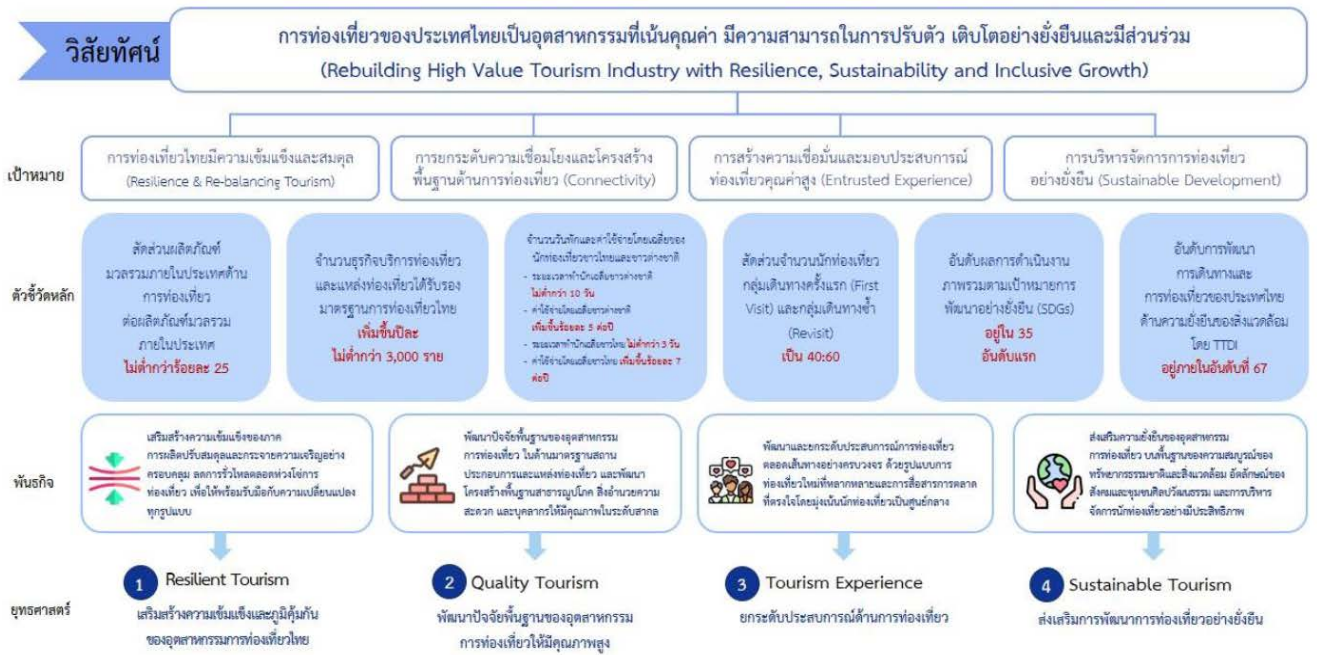 วิสัยทัศน์
การท่องเที่ยวของประเทศไทยเป็นอุตสาหกรรมที่เน้นคุณค่า มีความสามารถในการปรับตัว เติบโตอย่างยั่งยืนและมีส่วนร่วม
(Rebuilding High Value Tourism Industry with Resilience, Sustainability and Inclusive Growth)
เป้าหมาย
การท่องเที่ยวไทยมีความเข้มแข็งและสมดุล
(Resilience & Re-balancing Tourism)
การยกระดับความเชื่อมโยงและโครงสร้าง
พื้นฐานด้านการท่องเที่ยว (Connectivity)
การสร้างความเชื่อมั่นและมอบประสบการณ์
ท่องเที่ยวคุณค่าสูง (Entrusted Experience)
การบริหารจัดการการท่องเที่ยว
อย่างยั่งยืน (Sustainable Development)
ตัวชี้วัดหลัก
สัดส่วนผลิตภัณฑ์
มวลรวมภายในประเทศด้าน
การท่องเที่ยว
ต่อผลิตภัณฑ์มวลรวม
ภายในประเทศ
ไม่ต่ำกว่าร้อยละ 25
จำนวนธุรกิจบริการท่องเที่ยว
และแหล่งท่องเที่ยวได้รับรอง
มาตรฐานการท่องเที่ยวไทย
เพิ่มขึ้นปีละ
ไม่ต่ำกว่า 3,000 ราย
จำนวนวันพักและค่าใช้จ่ายโดยเฉลี่ยของ
นักท่องเที่ยวชาวไทยและชาวต่างชาติ
- ระยะเวลาพำนักเฉลี่ยชาวต่างชาติ
ไม่ต่ำกว่า 10 วัน
- ค่าใช้จ่ายโดยเฉลี่ยชาวต่างชาติ
เพิ่มขึ้นร้อยละ 5 ต่อปี
- ระยะเวลาพำนักเฉลี่ยชาวไทย ไม่ต่ำกว่า 3 วัน
- ค่าใช้จ่ายโดยเฉลี่ยชาวไทย เพิ่มขึ้นร้อยละ 7
ต่อปี
สัดส่วนจำนวนนักท่องเที่ยว
กลุ่มเดินทางครั้งแรก (First
Visit) และกลุ่มเดินทางซ้ำ
(Revisit)
เป็น 40:60
อันดับผลการดำเนินงาน
ภาพรวมตามเป้าหมายการ
พัฒนาอย่างยั่งยืน (SDGs)
อยู่ใน 35
อันดับแรก
อันดับการพัฒนา
การเดินทางและ
การท่องเที่ยวของประเทศไทย
ด้านความยั่งยืนของสิ่งแวดล้อม
โดย TTDI
อยู่ภายในอันดับที่ 67
พันธกิจ
เสริมสร้างความเข้มแข็งของภาค
การผลิตปรับสมดุลและกระจายความเจริญอย่าง
ครอบคลุม ลดการรั่วไหลตลอดห่วงโซ่การ
ท่องเที่ยว เพื่อให้พร้อมรับมือกับความเปลี่ยนแปลง
ทุกรูปแบบ
พัฒนาปัจจัยพื้นฐานของอุตสาหกรรม
การท่องเที่ยว ในด้านมาตรฐานสถาน
ประกอบการและแหล่งท่องเที่ยว และพัฒนา
โครงสร้างพื้นฐานสาธารณูปโภค สิ่งอำนวยความ
สะดวก และบุคลากรให้มีคุณภาพในระดับสากล
พัฒนาและยกระดับประสบการณ์การท่องเที่ยว
ตลอดเส้นทางอย่างครบวงจร ด้วยรูปแบบการ
ท่องเที่ยวใหม่ที่หลากหลายและการสื่อสารการตลาด
ที่ตรงใจโดยมุ่งเน้นนักท่องเที่ยวเป็นศูนย์กลาง
ส่งเสริมความยั่งยืนของอุตสาหกรรม
การท่องเที่ยว บนพื้นฐานของความสมบูรณ์ของ
ทรัพยากรธรรมชาติและสิ่งแวดล้อม อัตลักษณ์ของ
สังคมและชุมชนศิลปวัฒนธรรม และการบริหาร
จัดการนักท่องเที่ยวอย่างมีประสิทธิภาพ
ยุทธศาสตร์
1 Resilient Tourism
เสริมสร้างความเข้มแข็งและภูมิคุ้มกัน
ของอุตสาหกรรมการท่องเที่ยวไทย
2 Quality Tourism
พัฒนาปัจจัยพื้นฐานของอุตสาหกรรม
การท่องเที่ยวให้มีคุณภาพสูง
3 Tourism Experience
ยกระดับประสบการณ์ด้านการท่องเที่ยว
4 Sustainable Tourism
ส่งเสริมการพัฒนาการท่องเที่ยวอย่างยั่งยืน